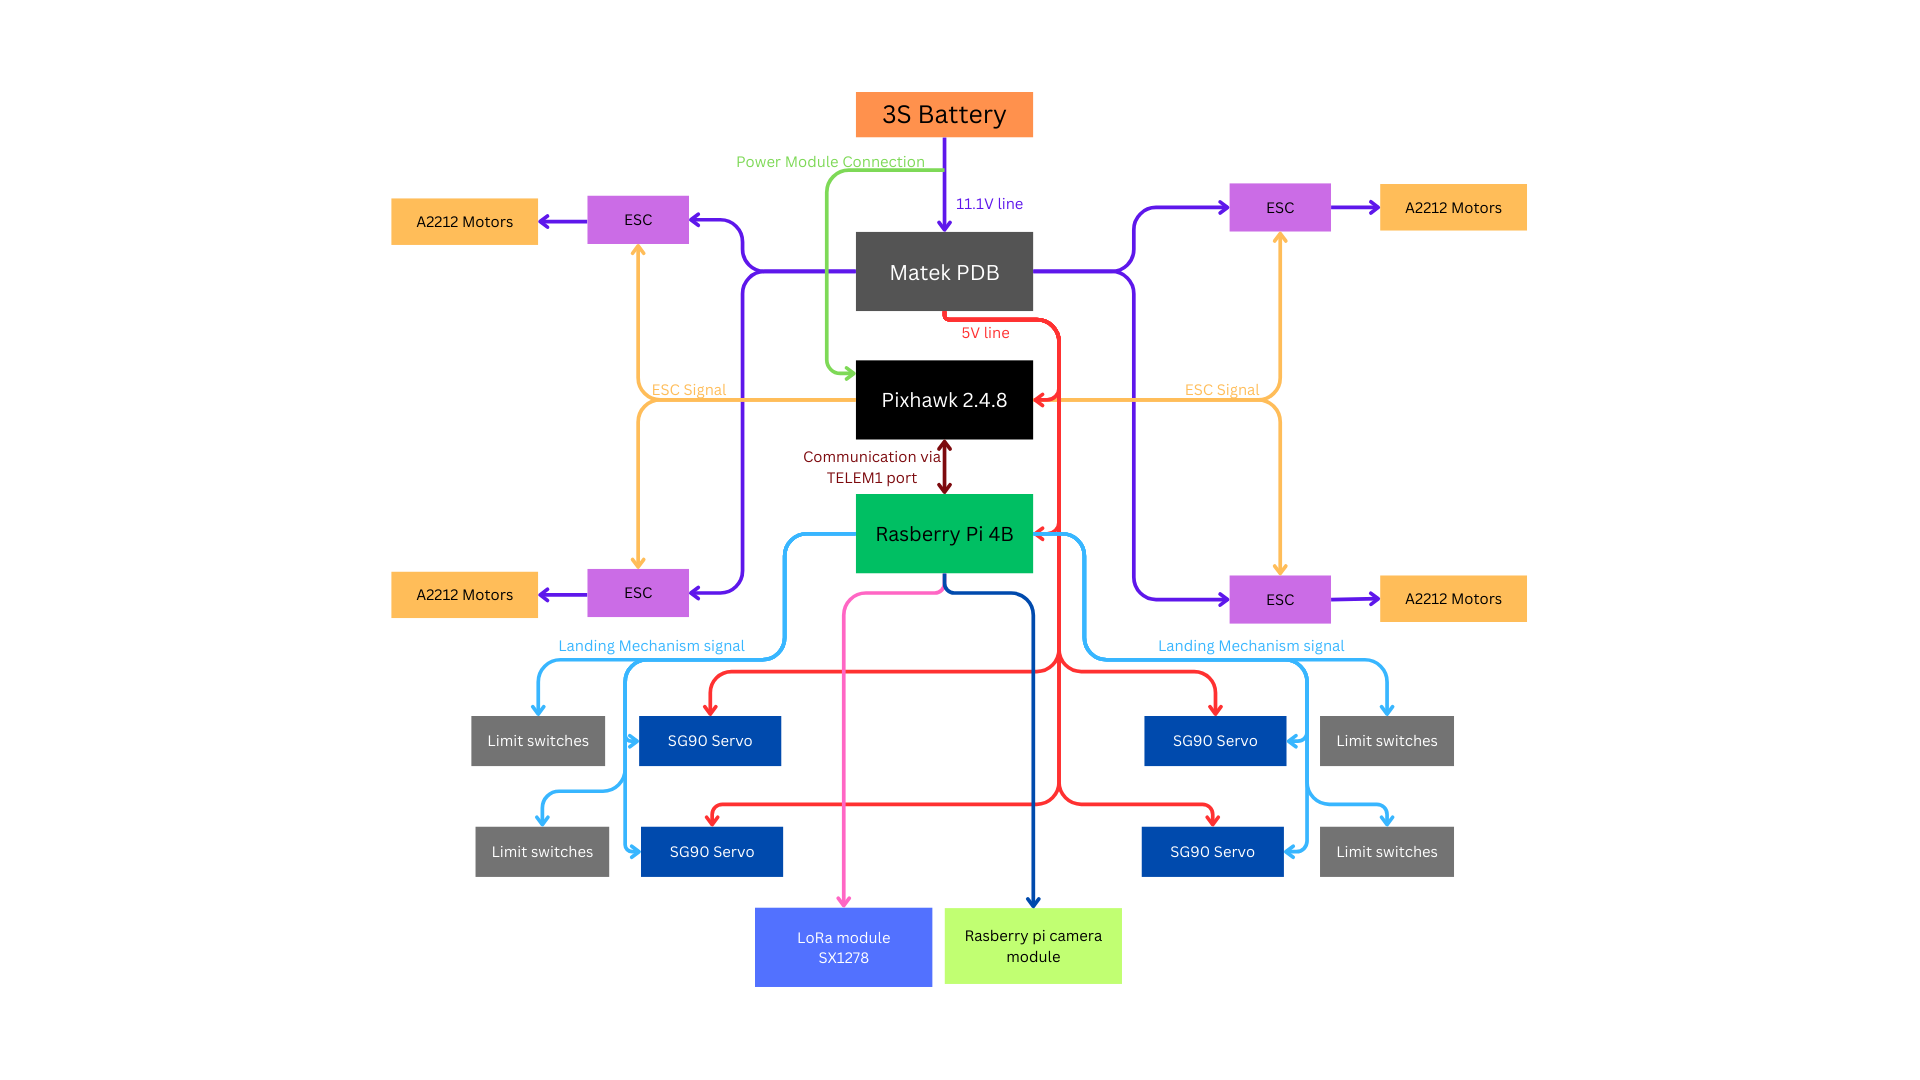 3S Battery
Power Module Connection
11.1V line
A2212 Motors
ESC
ESC
A2212 Motors
Matek PDB
5V line
ESC Signal
Pixhawk 2.4.8
ESC Signal
Communication via
TELEM1 port
Rasberry Pi 4B
A2212 Motors
ESC
ESC
A2212 Motors
Landing Mechanism signal
Landing Mechanism signal
Limit switches
SG90 Servo
SG90 Servo
Limit switches
Limit switches
SG90 Servo
SG90 Servo
Limit switches
LoRa module
SX1278
Rasberry pi camera
module